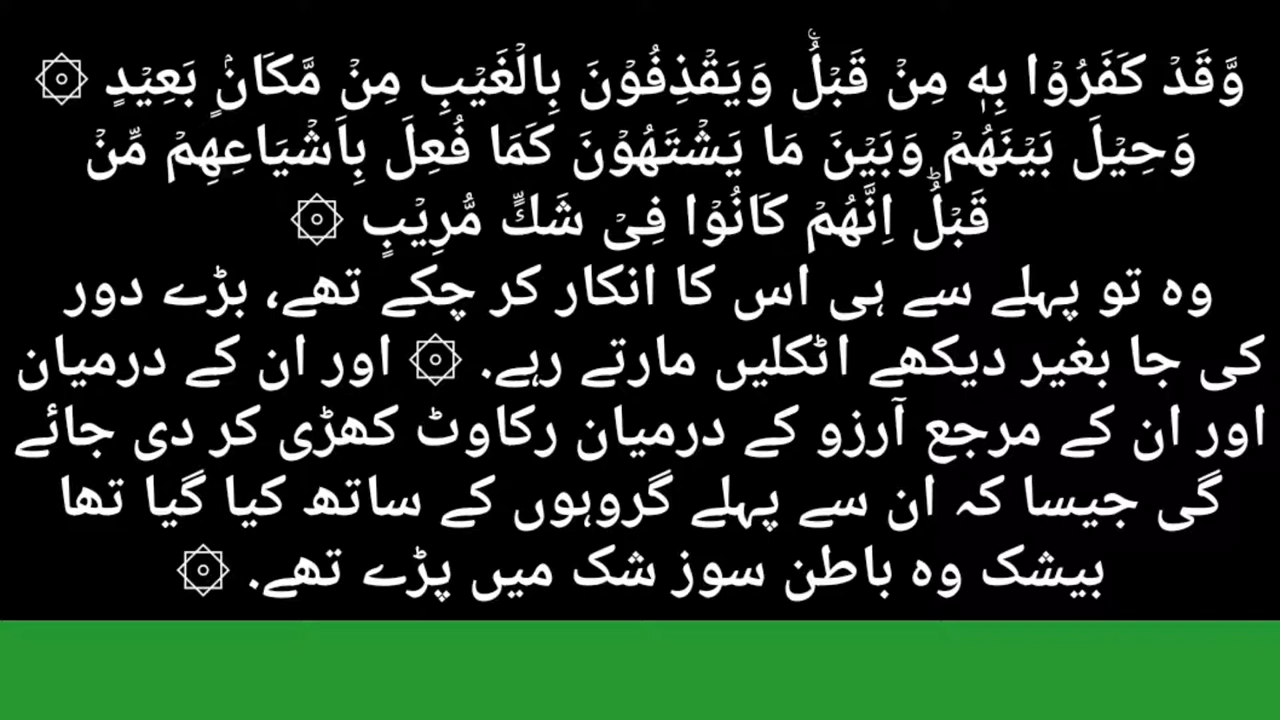 وَّقَدۡ كَفَرُوۡا بِهٖ مِنۡ قَبۡلُ​ۚ وَيَقۡذِفُوۡنَ بِالۡغَيۡبِ مِنۡ مَّكَانٍۢ بَعِيۡدٍ ۞
وَحِيۡلَ بَيۡنَهُمۡ وَبَيۡنَ مَا يَشۡتَهُوۡنَ كَمَا فُعِلَ بِاَشۡيَاعِهِمۡ مِّنۡ
قَبۡلُؕ اِنَّهُمۡ كَانُوۡا فِىۡ شَكٍّ مُّرِيۡبٍ ۞
وہ تو پہلے سے ہی اس کا انکار کر چکے تھے، بڑے دور
کی جا بغیر دیکھے اٹکلیں مارتے رہے. ۞ اور ان کے درمیان
اور ان کے مرجع آرزو کے درمیان رکاوٹ کھڑی کر دی جائے
گی جیسا کہ ان سے پہلے گروہوں کے ساتھ کیا گیا تھا
بیشک وہ باطن سوز شک میں پڑے تھے. ۞